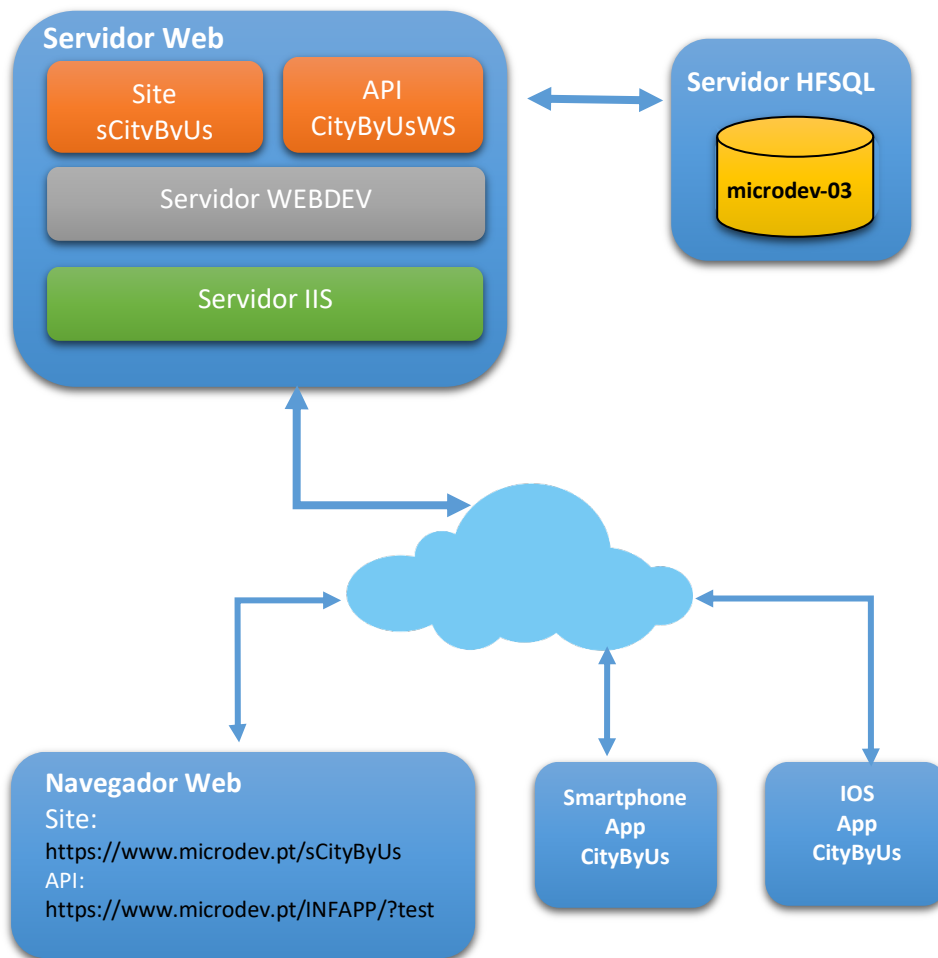 Servidor Web
Site
sCitvBvUs
API
CityByUsWS
Servidor WEBDEV
Servidor IIS
Servidor HFSQL
microdev-03
Navegador Web
Site:
https://www.microdev.pt/sCityByUs
API:
https://www.microdev.pt/INFAPP/?test
Smartphone
App
CityByUs
IOS
App
CityByUs